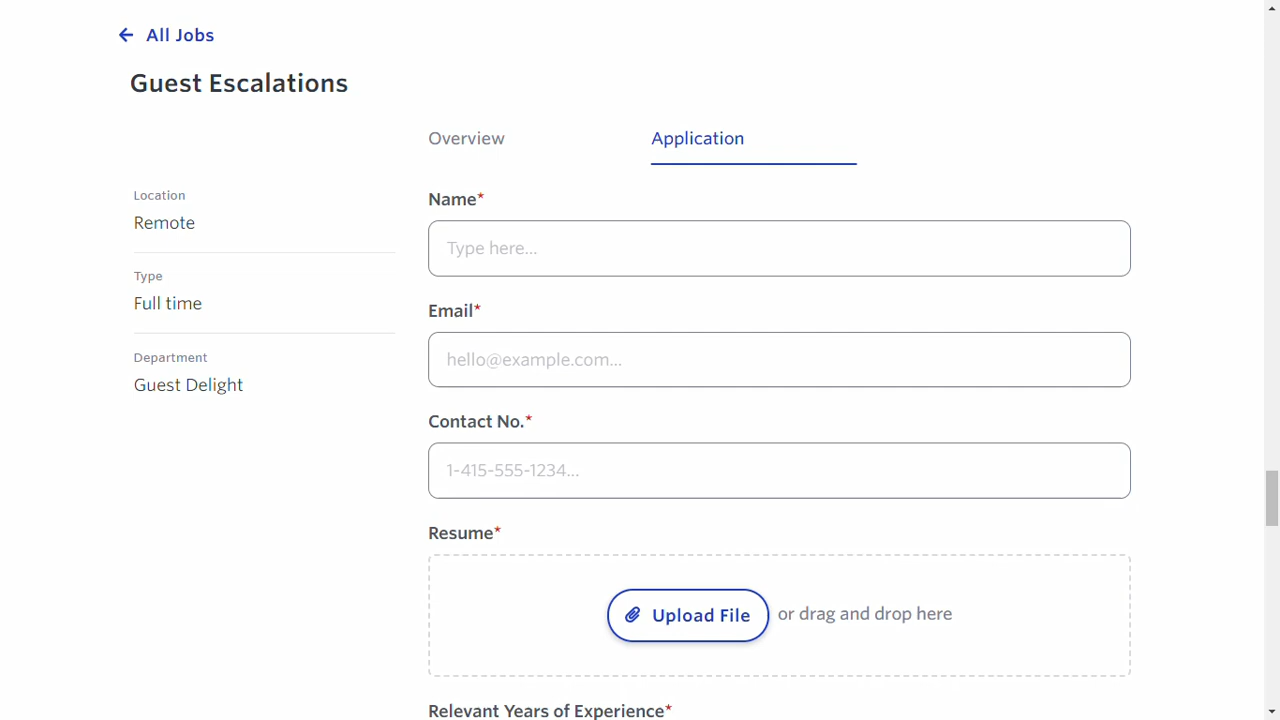 All Jobs
Guest Escalations
Overview
Application
Location
Remote
Type
Full time
Department
Guest Delight
Name*
Type here...
Email*
hello@example.com...
Contact No.*
1-415-555-1234...
Resume*
Upload File or drag and drop here
Relevant Years of Experience*